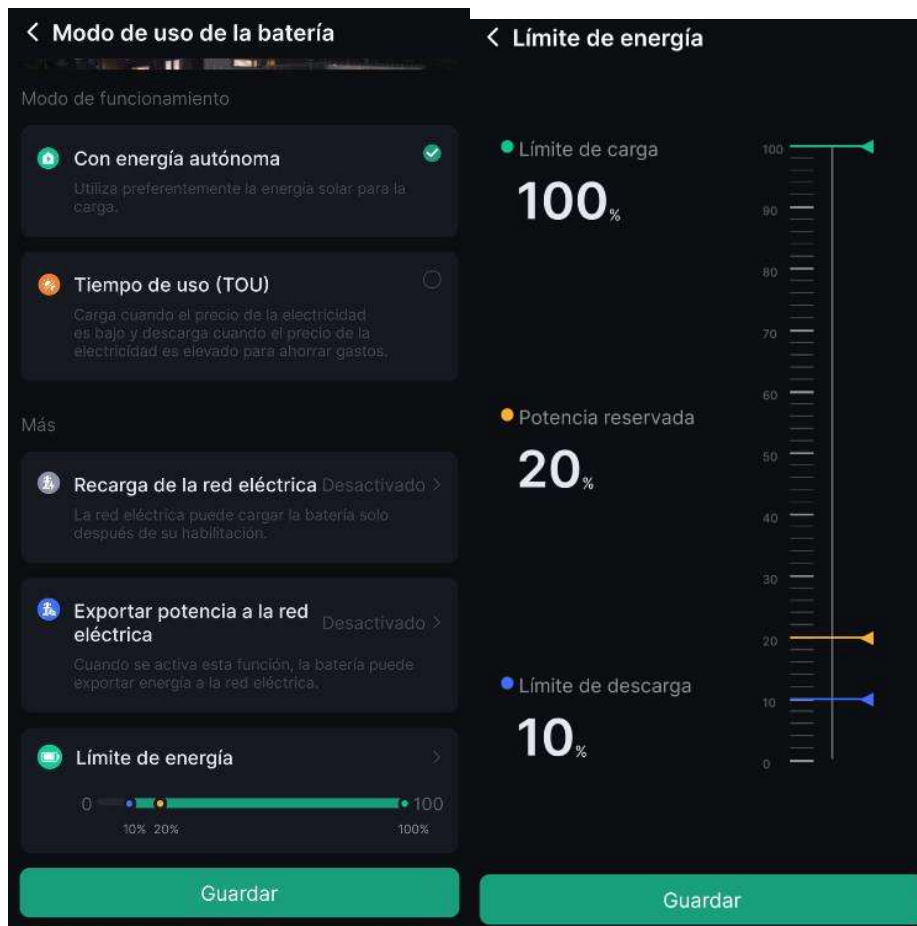 Modo de uso de la batería
Modo de funcionamiento
Con energía autónoma
Utiliza preferentemente la energía solar para la
carga.
Tiempo de uso (TOU)
Carga cuando el precio de la electricidad
es bajo y descarga cuando el precio de la
electricidad es elevado para ahorrar gastos.
Más
Recarga de la red eléctrica Desactivado >
La red eléctrica puede cargar la batería solo
después de su habilitación.
Exportar potencia a la red
eléctrica
Desactivado >
Cuando se activa esta función, la batería puede
exportar energía a la red eléctrica.
Límite de energía >
0 100
10% 20% 100%
Guardar
Límite de energía
Límite de carga
100%
Potencia reservada
20%
Límite de descarga
10%
100
90
80
70
60
50
40
30
20
10
0
Guardar